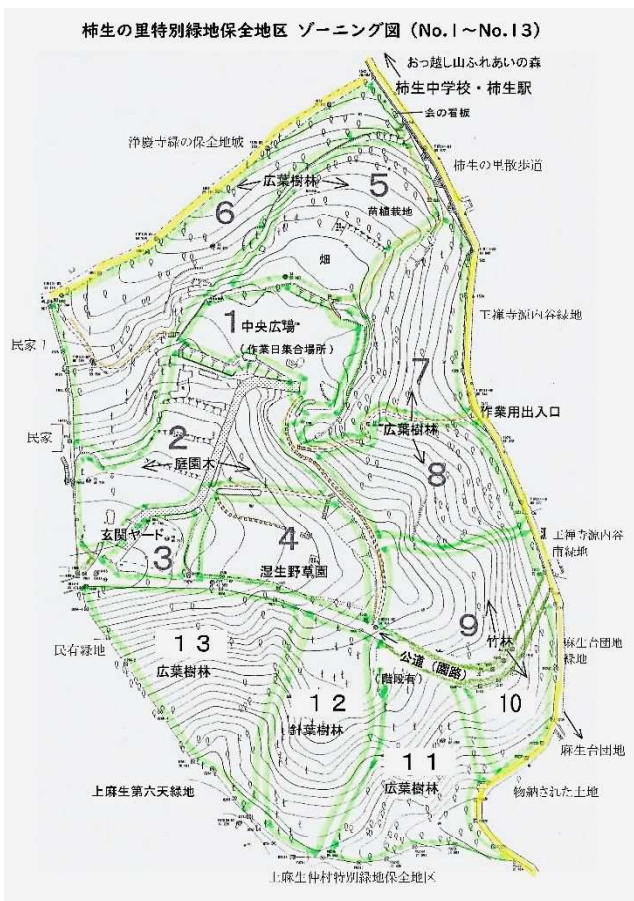 柿生の里特別緑地保全地区 ゾーニング図（No.1～No.13）
おっ越し山ふれあいの森
柿生中学校・柿生駅
会の看板
浄慶寺緑の保全地域
柿生の里散歩道
広葉樹林
5
6
苗植栽地
畑
1
中央広場
（作業日集合場所）
正禅寺源内谷緑地
民家1
7
作業用出入口
広葉樹林
民家
2
8
庭園木
玄関ヤード
4
正禅寺源内谷
南緑地
3
湿生野草園
9
竹林
民有緑地
13
広葉樹林
公道（園路）
（階段有）
麻生台団地
緑地
12
針葉樹林
10
麻生台団地
11
広葉樹林
上麻生第六天緑地
物納された土地
上麻生仲村特別緑地保全地区